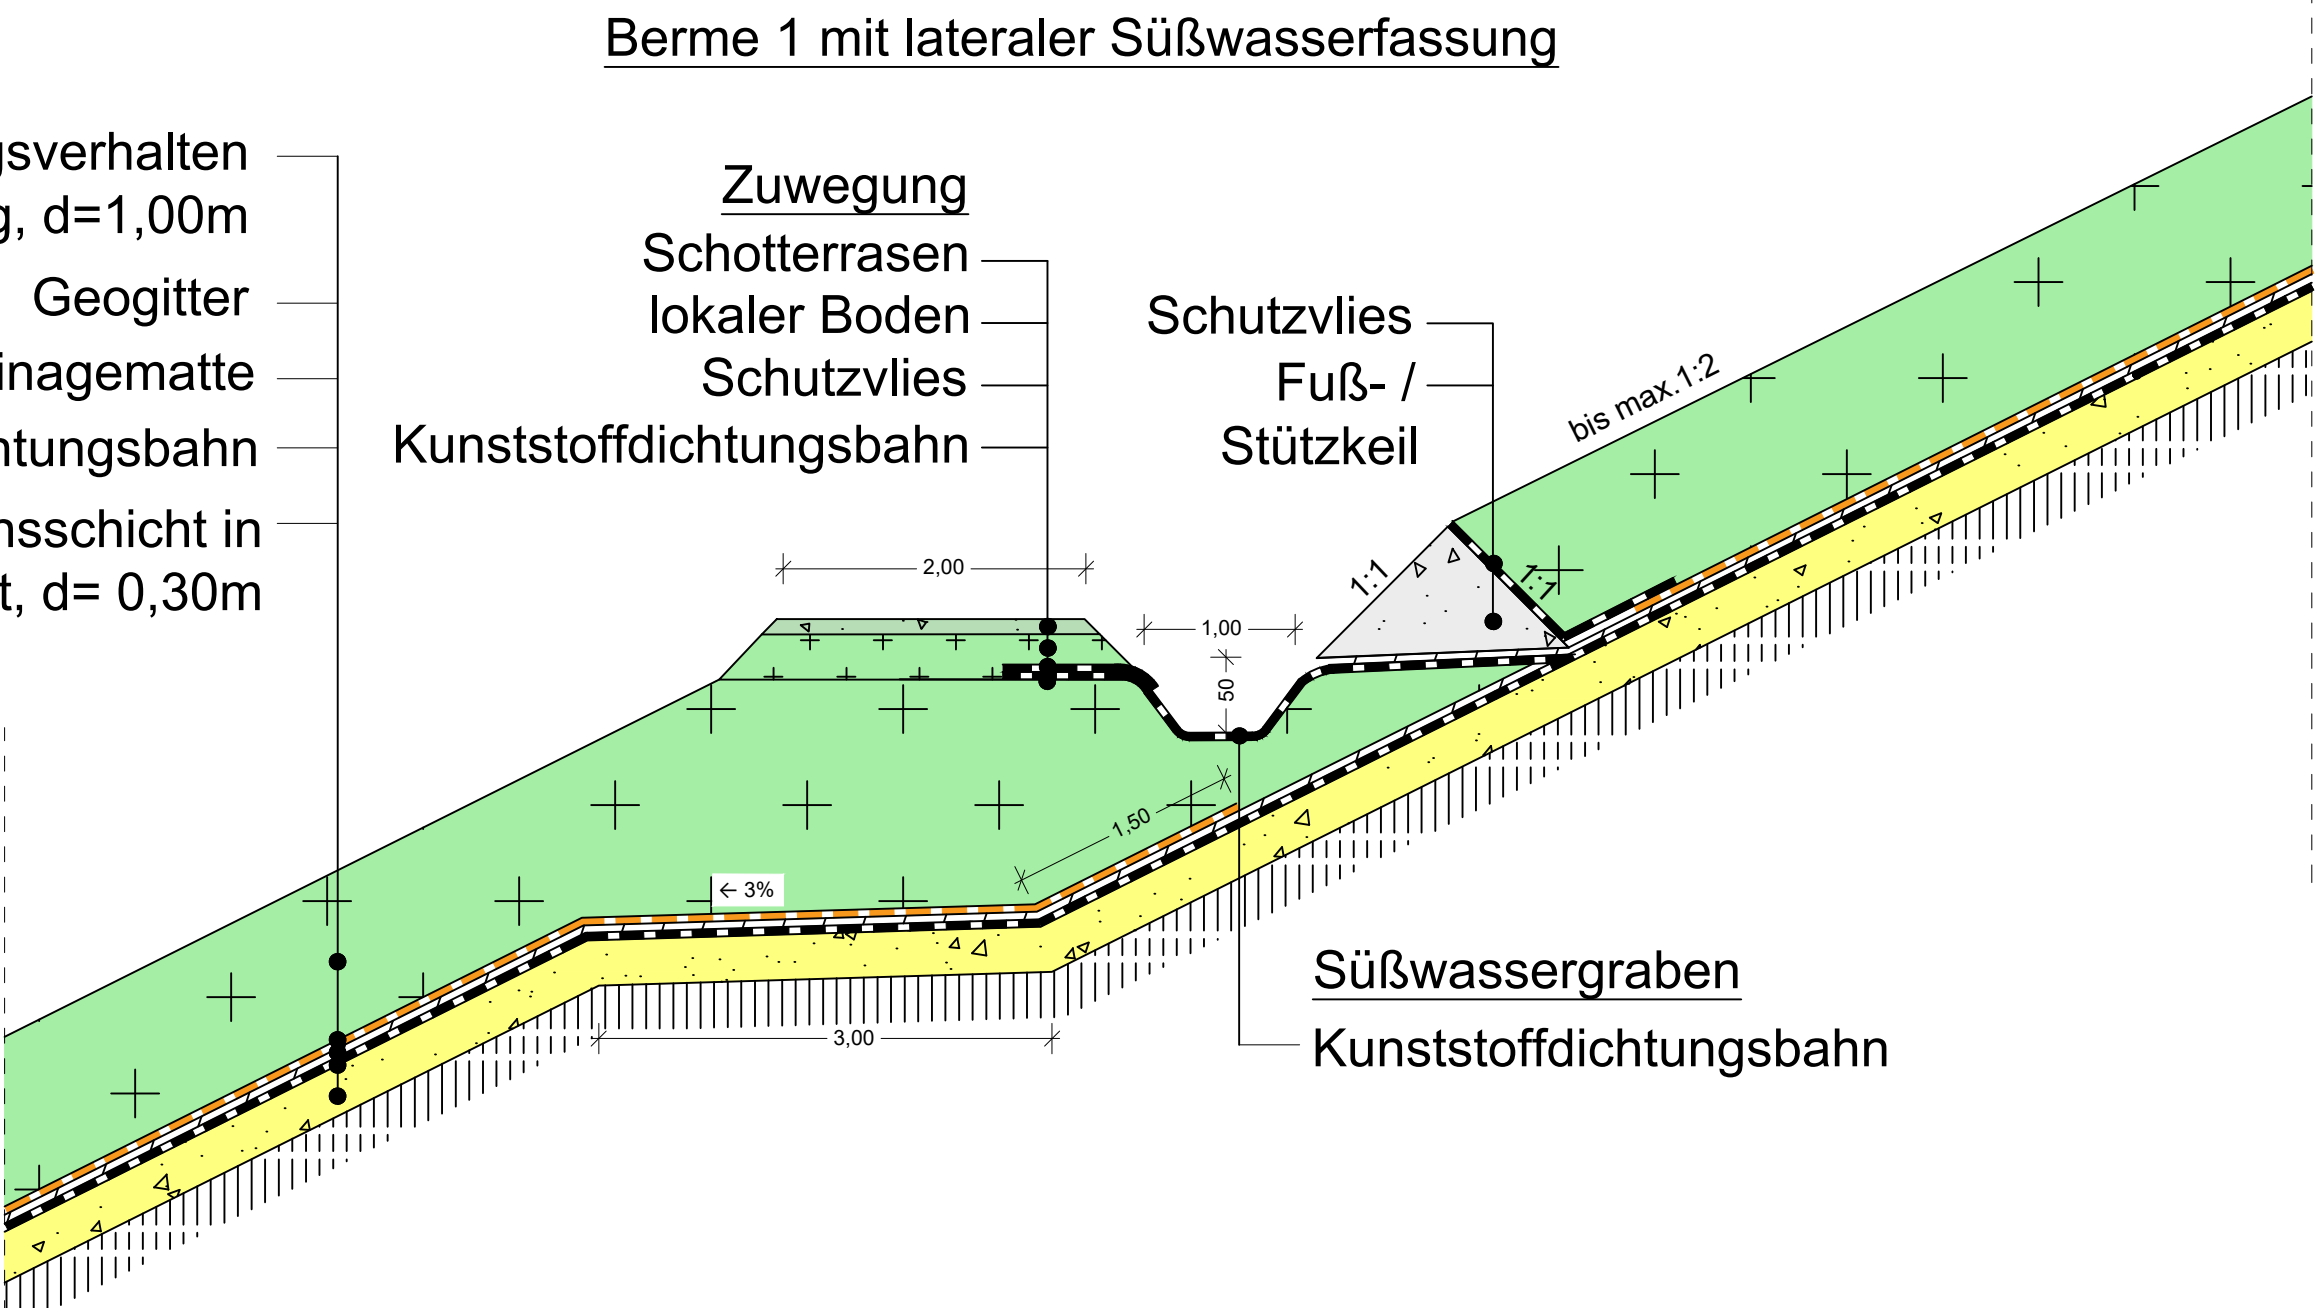 Berme 1 mit lateraler Süßwasserfassung
gsverhalten
g, d=1,00m
Geogitter
inagematte
ntungsbahn
nsschicht in
t, d= 0,30m
Zuwegung
Schotterrasen
lokaler Boden
Schutzvlies
Kunststoffdichtungsbahn
Schutzvlies
Fuß- /
Stützkeil
bis max.1:2
2,00
1:1
1:1
1,00
50
1,50
← 3%
3,00
Süßwassergraben
Kunststoffdichtungsbahn